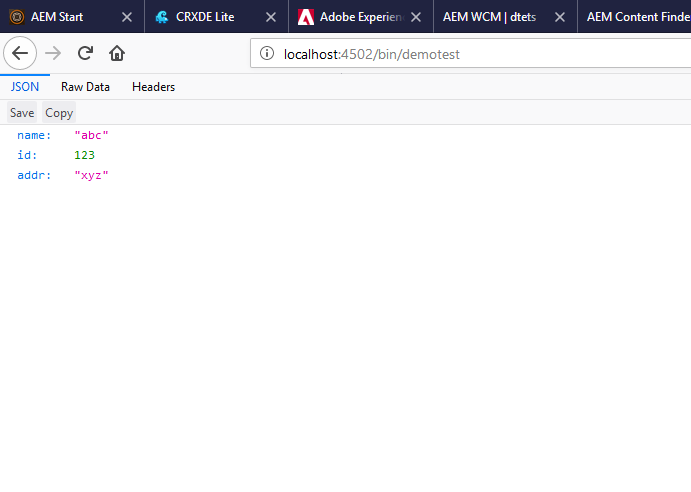 AEM Start CRXDE Lite Adobe Experien AEM WCM | dtets AEM Content Finde
localhost:4502/bin/demotest
JSON Raw Data Headers
Save Copy
name: "abc"
id: 123
addr: "xyz"